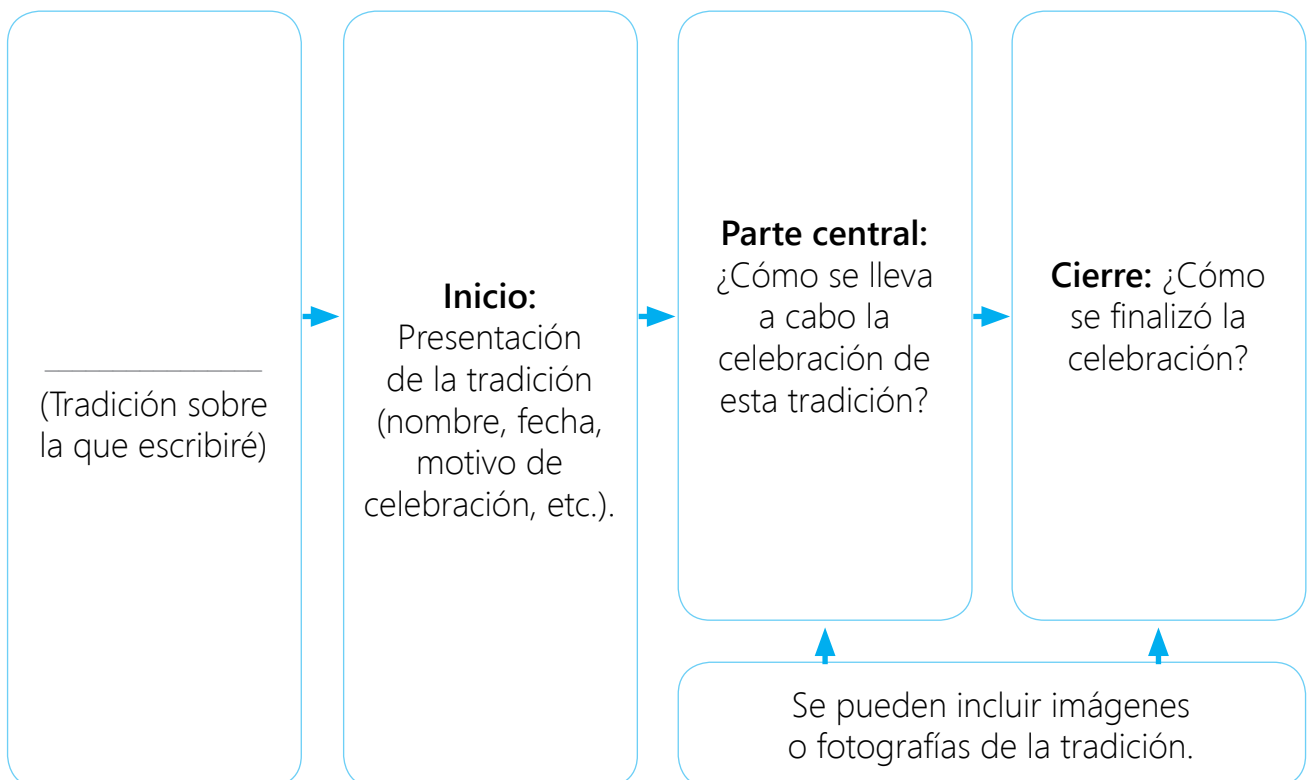 (Tradición sobre
la que escribiré)
Inicio:
Presentación
de la tradición
(nombre, fecha,
motivo de
celebración, etc.).
Parte central:
¿Cómo se lleva
a cabo la
celebración de
esta tradición?
Cierre: ¿Cómo
se finalizó la
celebración?
Se pueden incluir imágenes
o fotografías de la tradición.